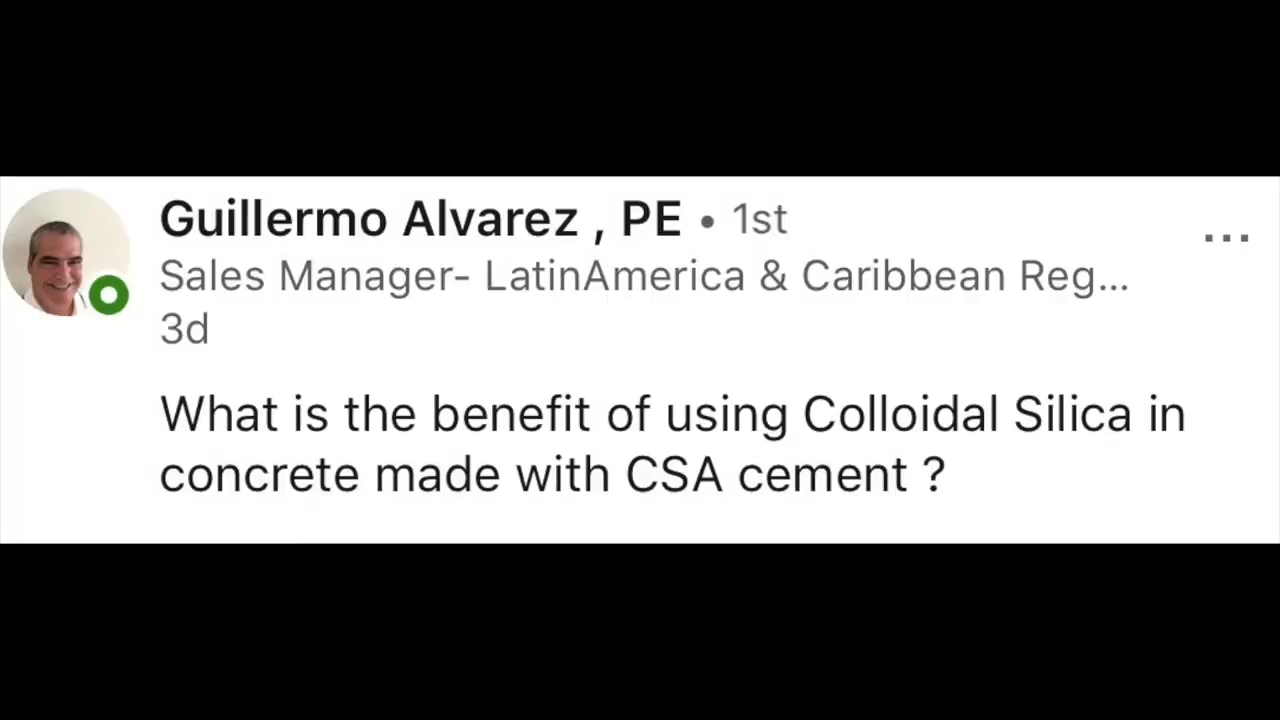 Guillermo Alvarez , PE • 1st
...
Sales Manager- LatinAmerica & Caribbean Reg...
3d
What is the benefit of using Colloidal Silica in
concrete made with CSA cement ?